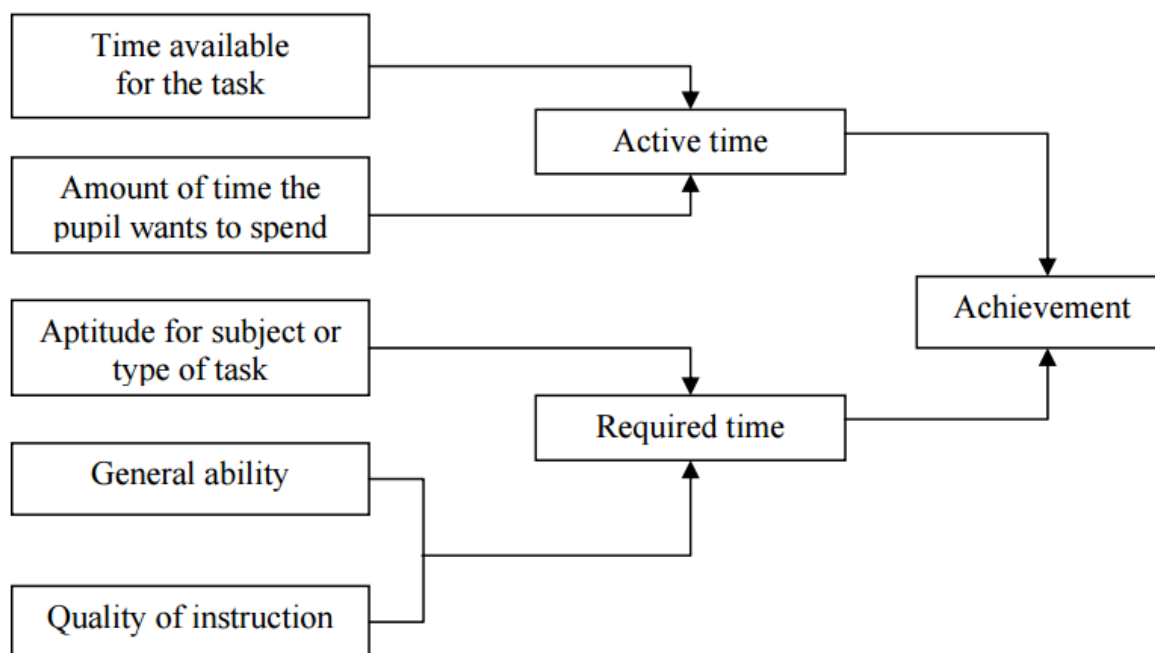 Time available
for the task
Active time
Amount of time the
pupil wants to spend
Achievement
Aptitude for subject or
type of task
Required time
General ability
Quality of instruction